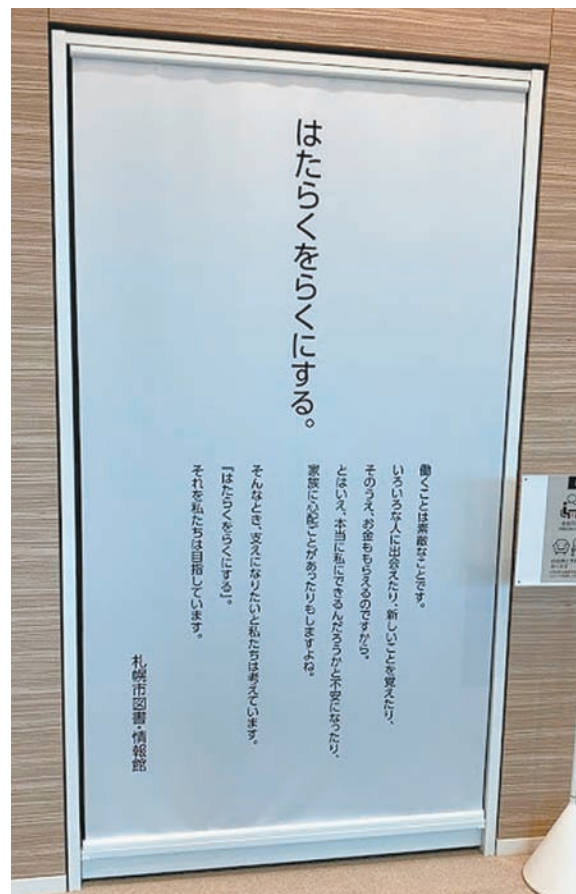 はたらくをらくにする。
働くことは素敵なことです。
いろいろな人に出会えたり、新しいことを覚えたり、
そのうえ、お金ももらえるのですから。
とはいえ、本当に私にできるんだろうかと不安になったり、
家族に心配ごとがあったりもしますよね。
そんなとき、支えになりたいと私たちは考えています。
『はたらくをらくにする』。
それを私たちは目指しています。
札幌市図書・情報館